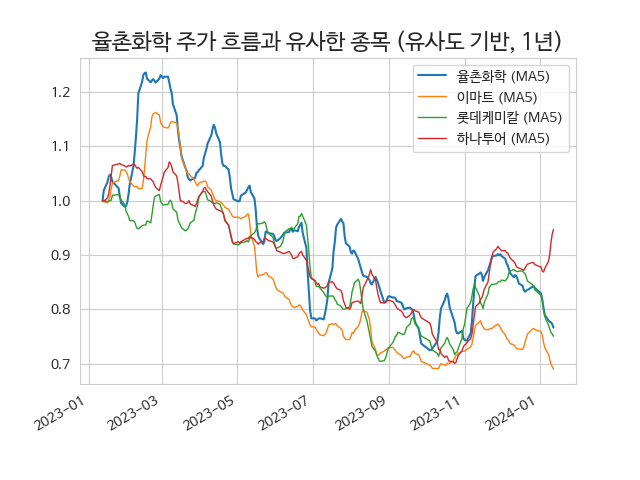 율촌화학 주가 흐름과 유사한 종목 (유사도 기반, 1년)
율촌화학 (MA5)
이마트 (MA5)
롯데케미칼 (MA5)
하나투어 (MA5)
1.2
1.1
1.0
0.9
0.8
0.7
2023-01
2023-03
2023-05
2023-07
2023-09
2023-11
2024-01